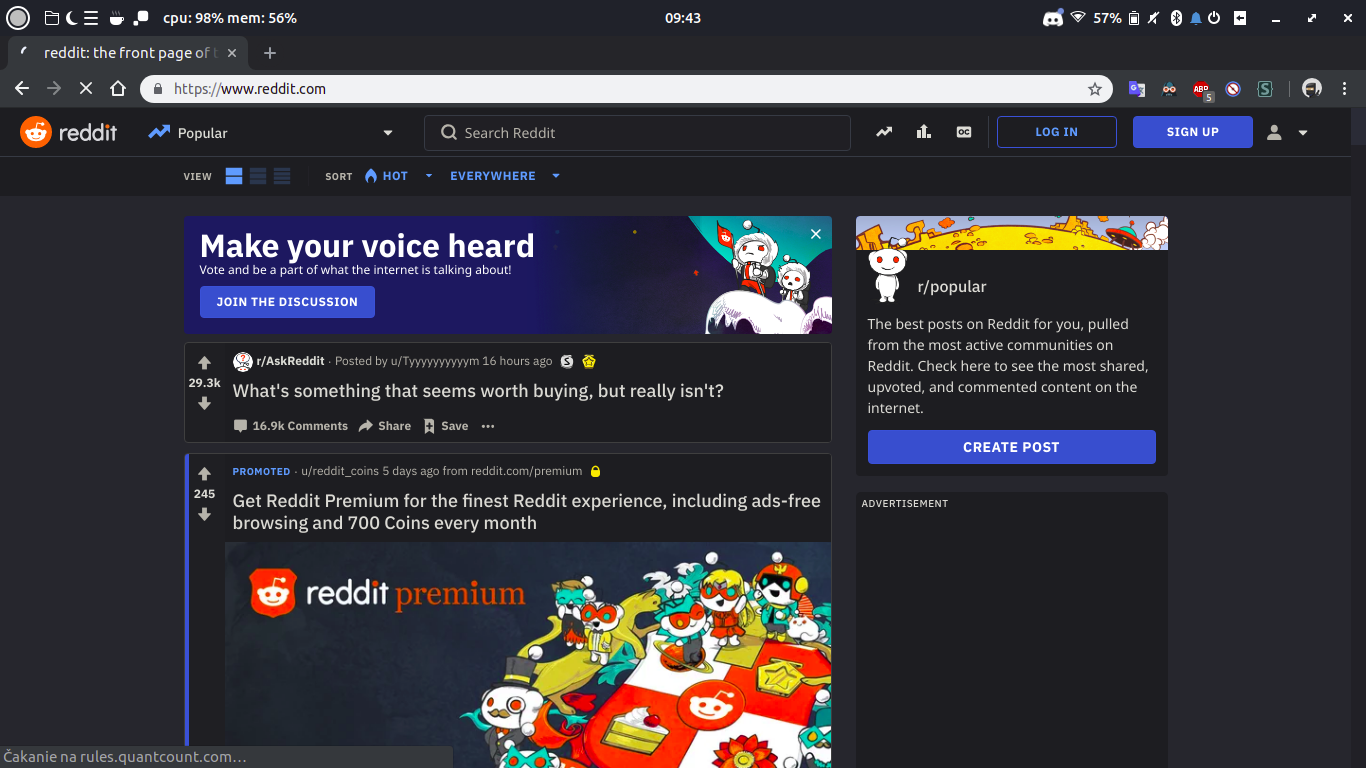 cpu: 98% mem: 56%
09:43
57%
reddit: the front page of t
https://www.reddit.com
ABP
5
reddit
Popular
Search Reddit
OC
LOG IN
SIGN UP
VIEW
SORT
HOT
EVERYWHERE
Make your voice heard
Vote and be a part of what the internet is talking about!
JOIN THE DISCUSSION
r/popular
The best posts on Reddit for you, pulled
from the most active communities on
Reddit. Check here to see the most shared,
upvoted, and commented content on the
internet.
CREATE POST
29.3k
r/AskReddit · Posted by u/Tyyyyyyyyyym 16 hours ago
What's something that seems worth buying, but really isn't?
16.9k Comments
Share
Save
245
PROMOTED · u/reddit_coins 5 days ago from reddit.com/premium
Get Reddit Premium for the finest Reddit experience, including ads-free
browsing and 700 Coins every month
reddit premium
ADVERTISEMENT
Čakanie na rules.quantcount.com…